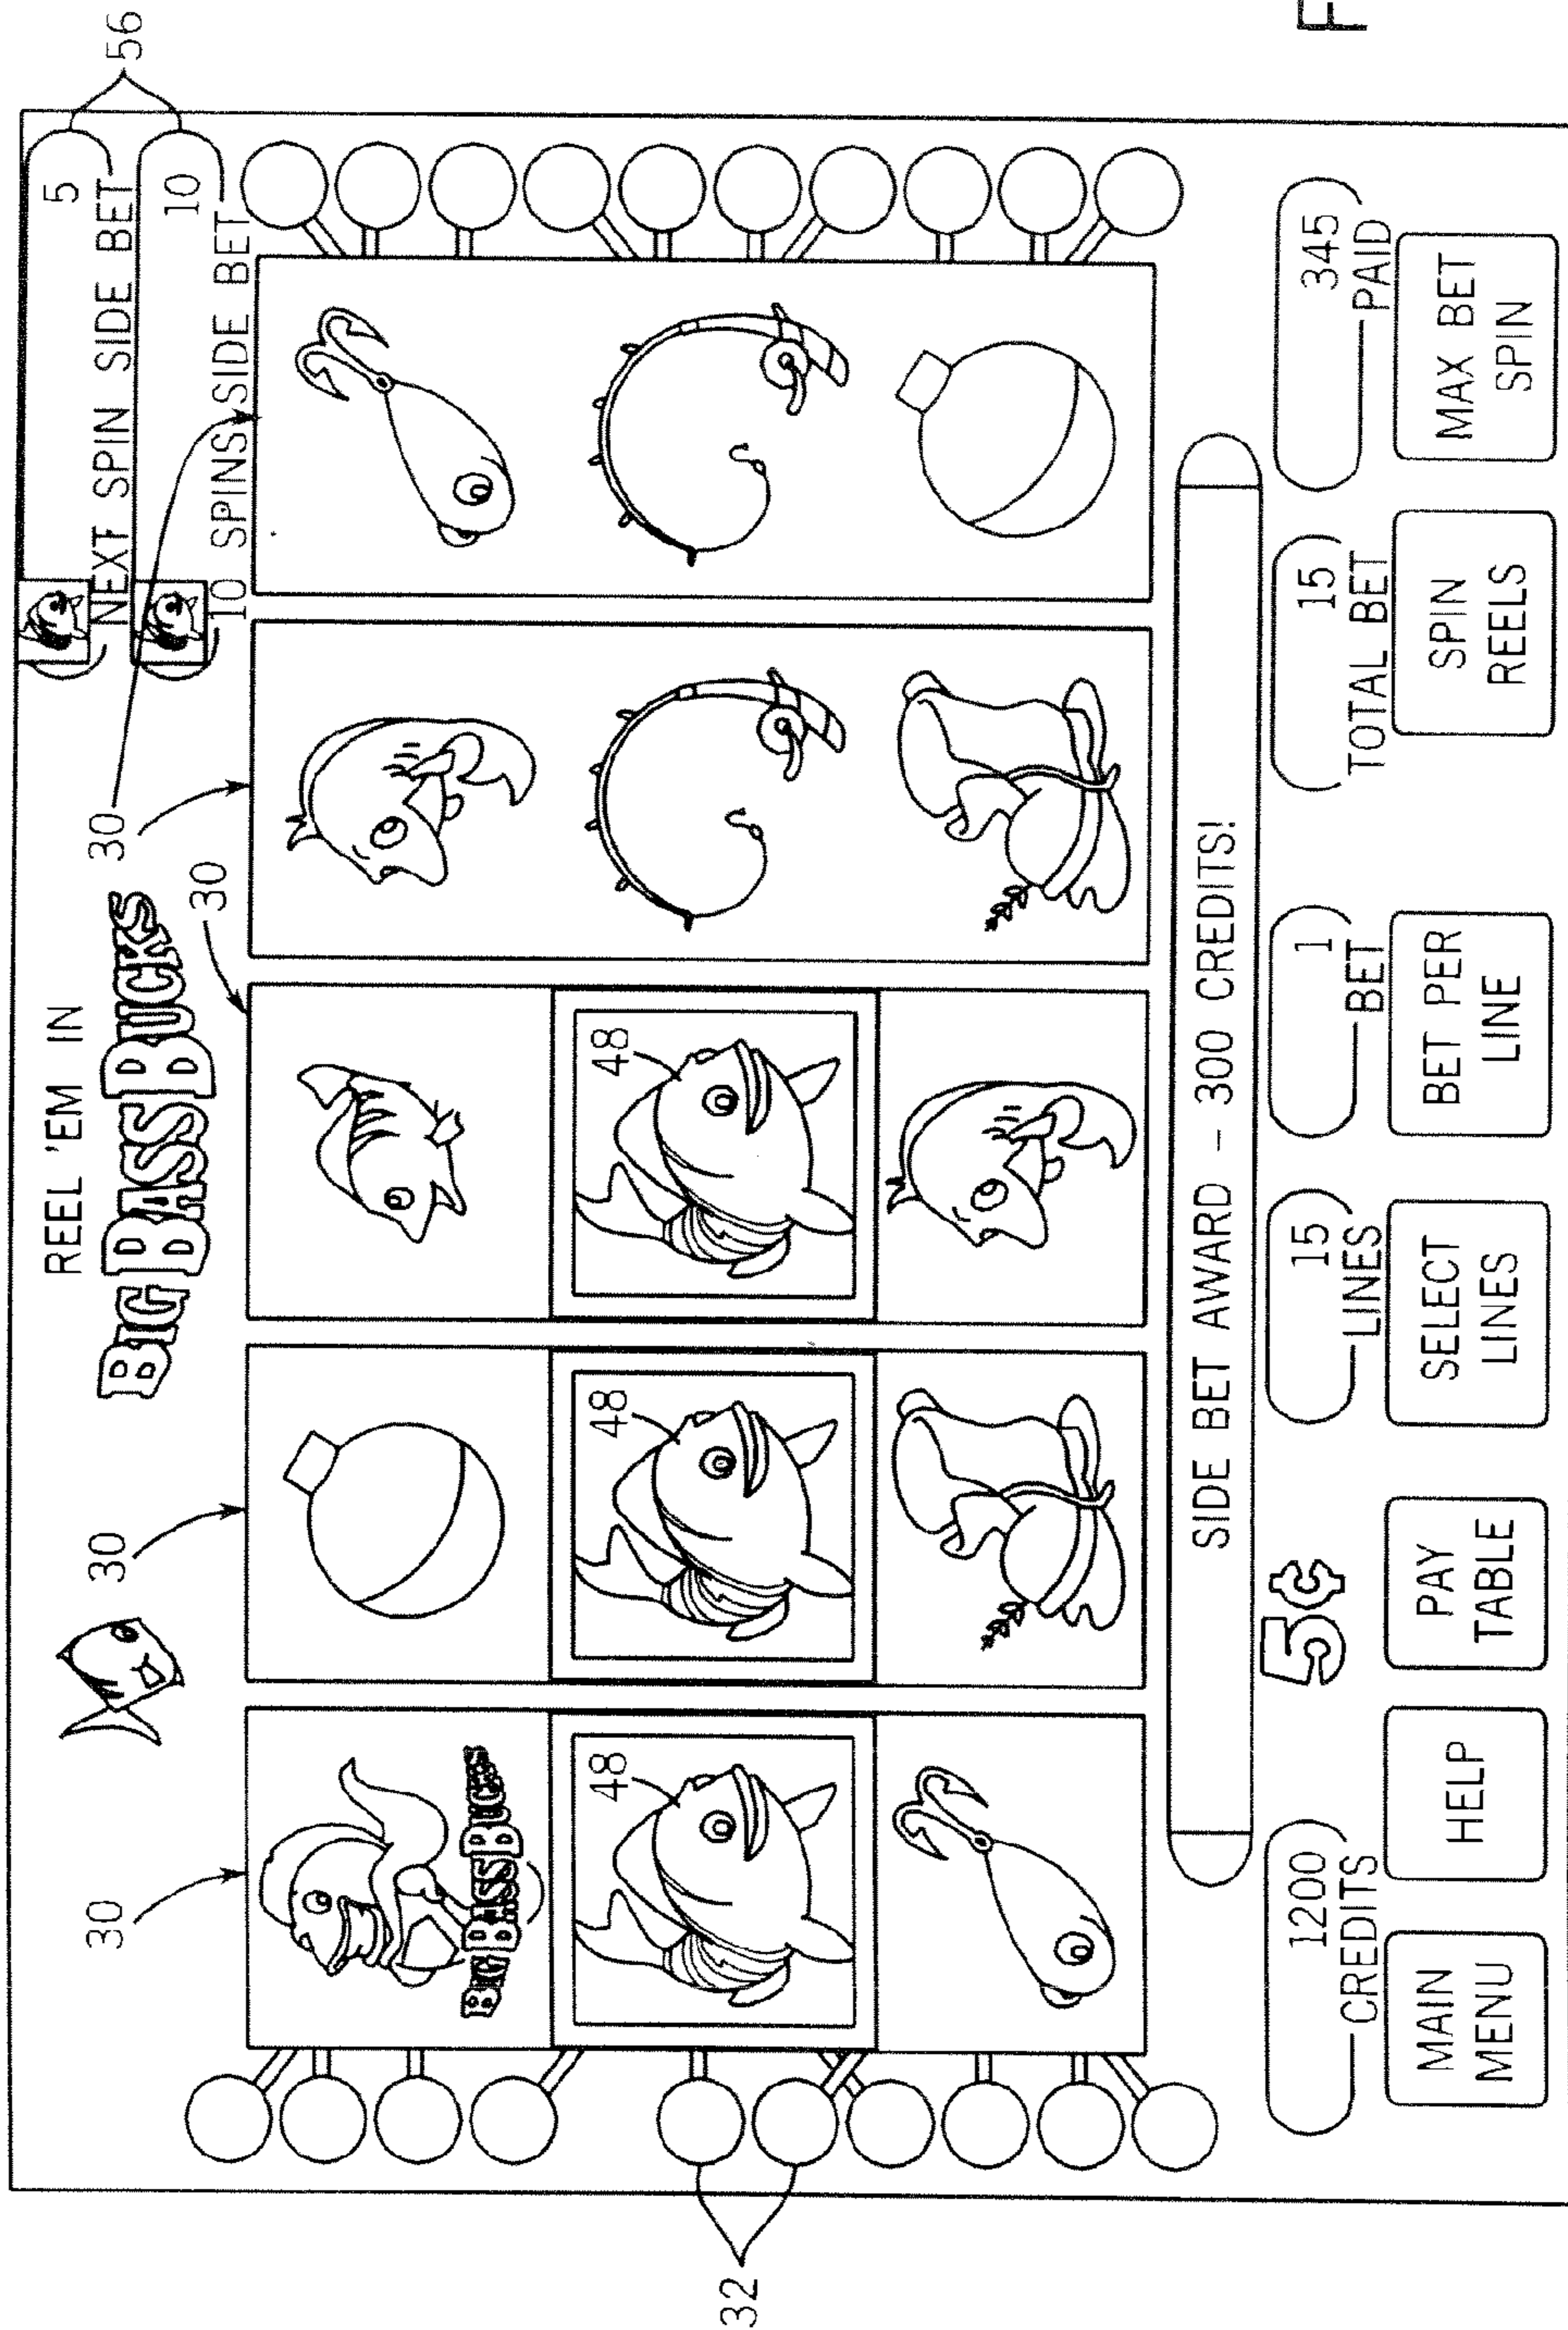 56
5
NEXT SPIN SIDE BET
10
10 SPINS SIDE BET
REEL 'EM IN
BIG BASS BUCKS
30
30
30
30
30
BIG BASS BUCKS
48
48
48
32
SIDE BET AWARD - 300 CREDITS!
1200
CREDITS
5¢
15
LINES
1
BET
15
TOTAL BET
345
PAID
MAIN
MENU
HELP
PAY
TABLE
SELECT
LINES
BET PER
LINE
SPIN
REELS
MAX BET
SPIN
F